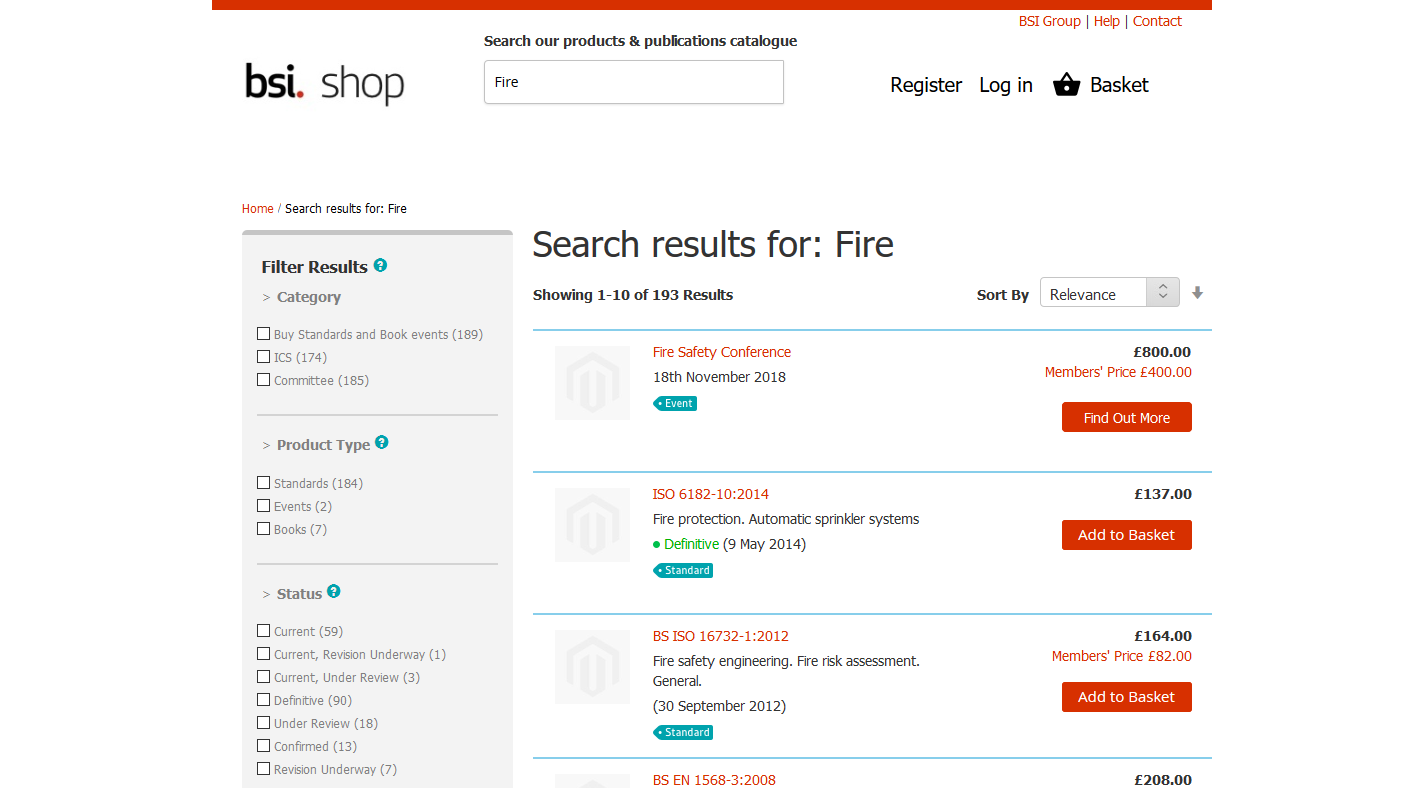 BSI Group | Help | Contact
Search our products & publications catalogue
bsi. shop
Fire
Register Log in Basket
Home / Search results for: Fire
Filter Results ?
> Category
Buy Standards and Book events (189)
ICS (174)
Committee (185)
> Product Type ?
Standards (184)
Events (2)
Books (7)
> Status ?
Current (59)
Current, Revision Underway (1)
Current, Under Review (3)
Definitive (90)
Under Review (18)
Confirmed (13)
Revision Underway (7)
Search results for: Fire
Showing 1-10 of 193 Results
Sort By Relevance
Fire Safety Conference
18th November 2018
Event
£800.00
Members' Price £400.00
Find Out More
ISO 6182-10:2014
Fire protection. Automatic sprinkler systems
Definitive (9 May 2014)
Standard
£137.00
Add to Basket
BS ISO 16732-1:2012
Fire safety engineering. Fire risk assessment.
General.
(30 September 2012)
Standard
£164.00
Members' Price £82.00
Add to Basket
BS EN 1568-3:2008
£208.00